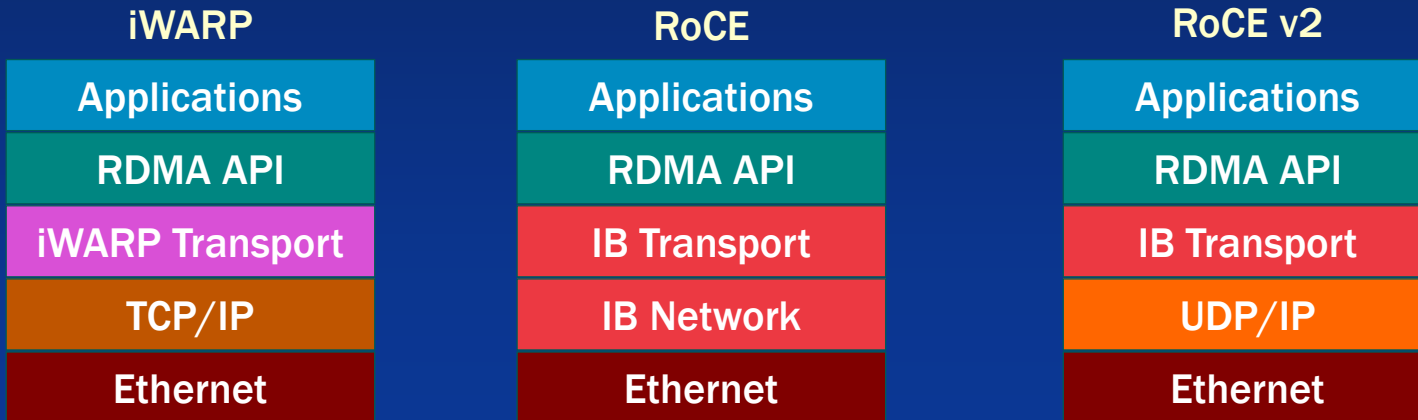 iWARP
Applications
RDMA API
iWARP Transport
TCP/IP
Ethernet
RoCE
Applications
RDMA API
IB Transport
IB Network
Ethernet
RoCE v2
Applications
RDMA API
IB Transport
UDP/IP
Ethernet